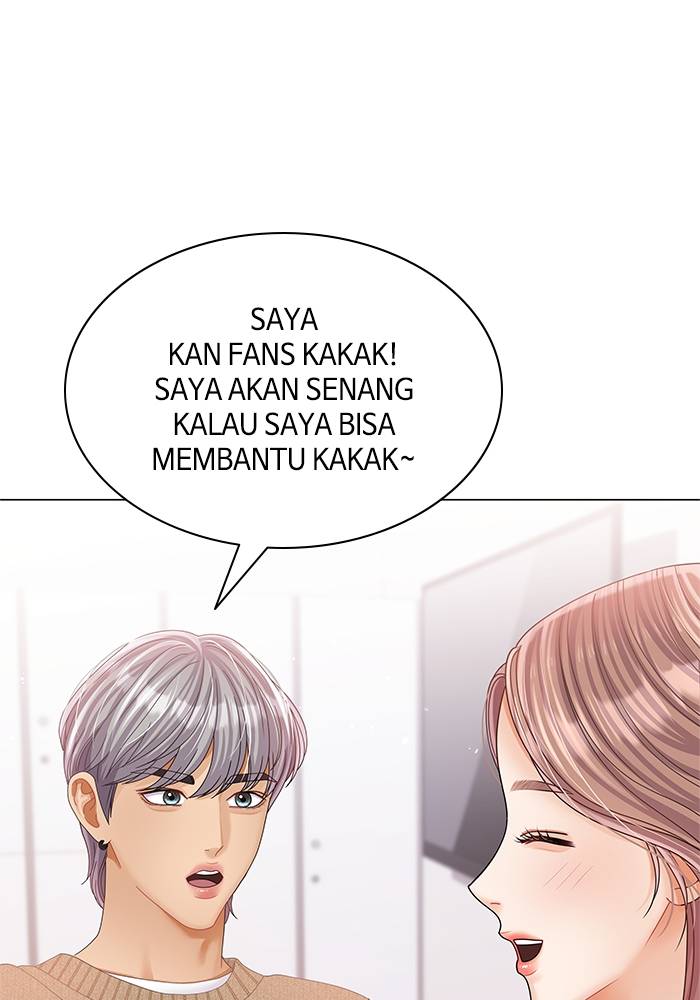 SAYA
KAN FANS KAKAK!
SAYA AKAN SENANG
KALAU SAYA BISA
MEMBANTU KAKAK~